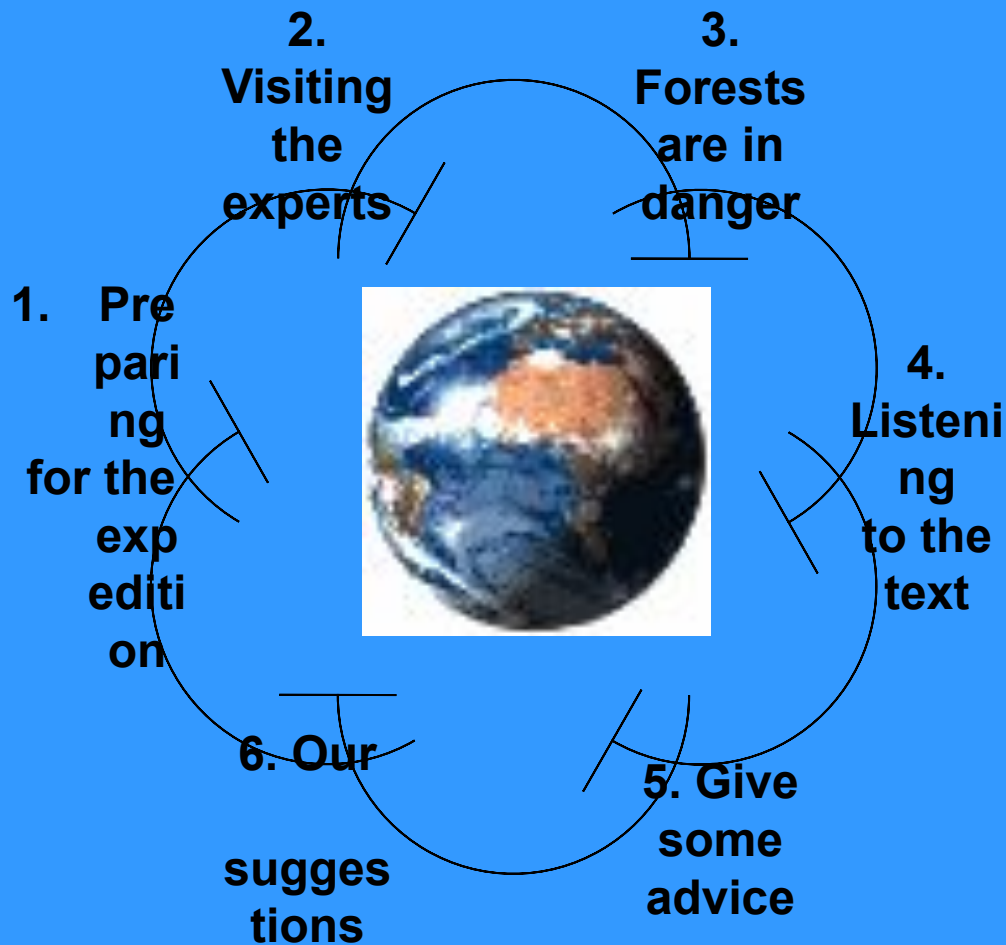 1. Pre
pari
ng
for the
exp
editi
on
2.
Visiting
the
experts
3.
Forests
are in
danger
4.
Listeni
ng
to the
text
5. Give
some
advice
6. Our
sugges
tions